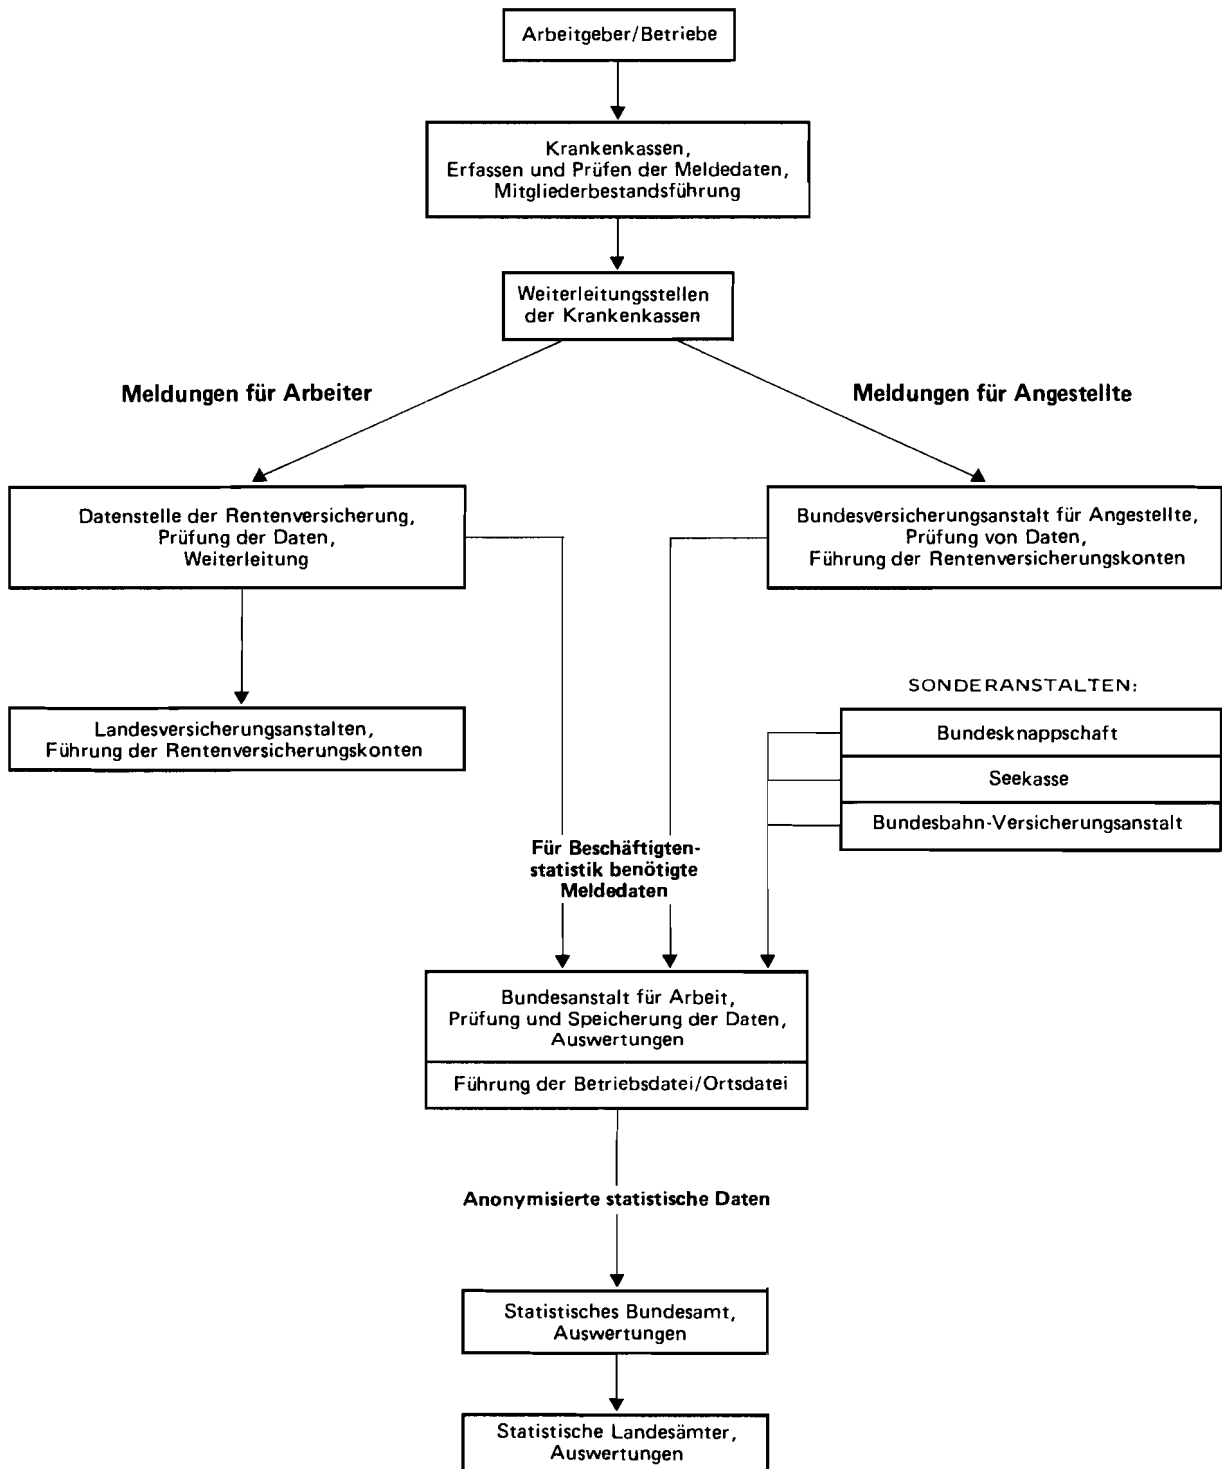 Arbeitgeber/Betriebe
Krankenkassen,
Erfassen und Prüfen der Meldedaten,
Mitgliederbestandsführung
Weiterleitungsstellen
der Krankenkassen
Meldungen für Arbeiter
Meldungen für Angestellte
Datenstelle der Rentenversicherung,
Prüfung der Daten,
Weiterleitung
Bundesversicherungsanstalt für Angestellte,
Prüfung von Daten,
Führung der Rentenversicherungskonten
Landesversicherungsanstalten,
Führung der Rentenversicherungskonten
SONDERANSTALTEN:
Bundesknappschaft
Seekasse
Bundesbahn-Versicherungsanstalt
Für Beschäftigten-
statistik benötigte
Meldedaten
Bundesanstalt für Arbeit,
Prüfung und Speicherung der Daten,
Auswertungen
Führung der Betriebsdatei/Ortsdatei
Anonymisierte statistische Daten
Statistisches Bundesamt,
Auswertungen
Statistische Landesämter,
Auswertungen